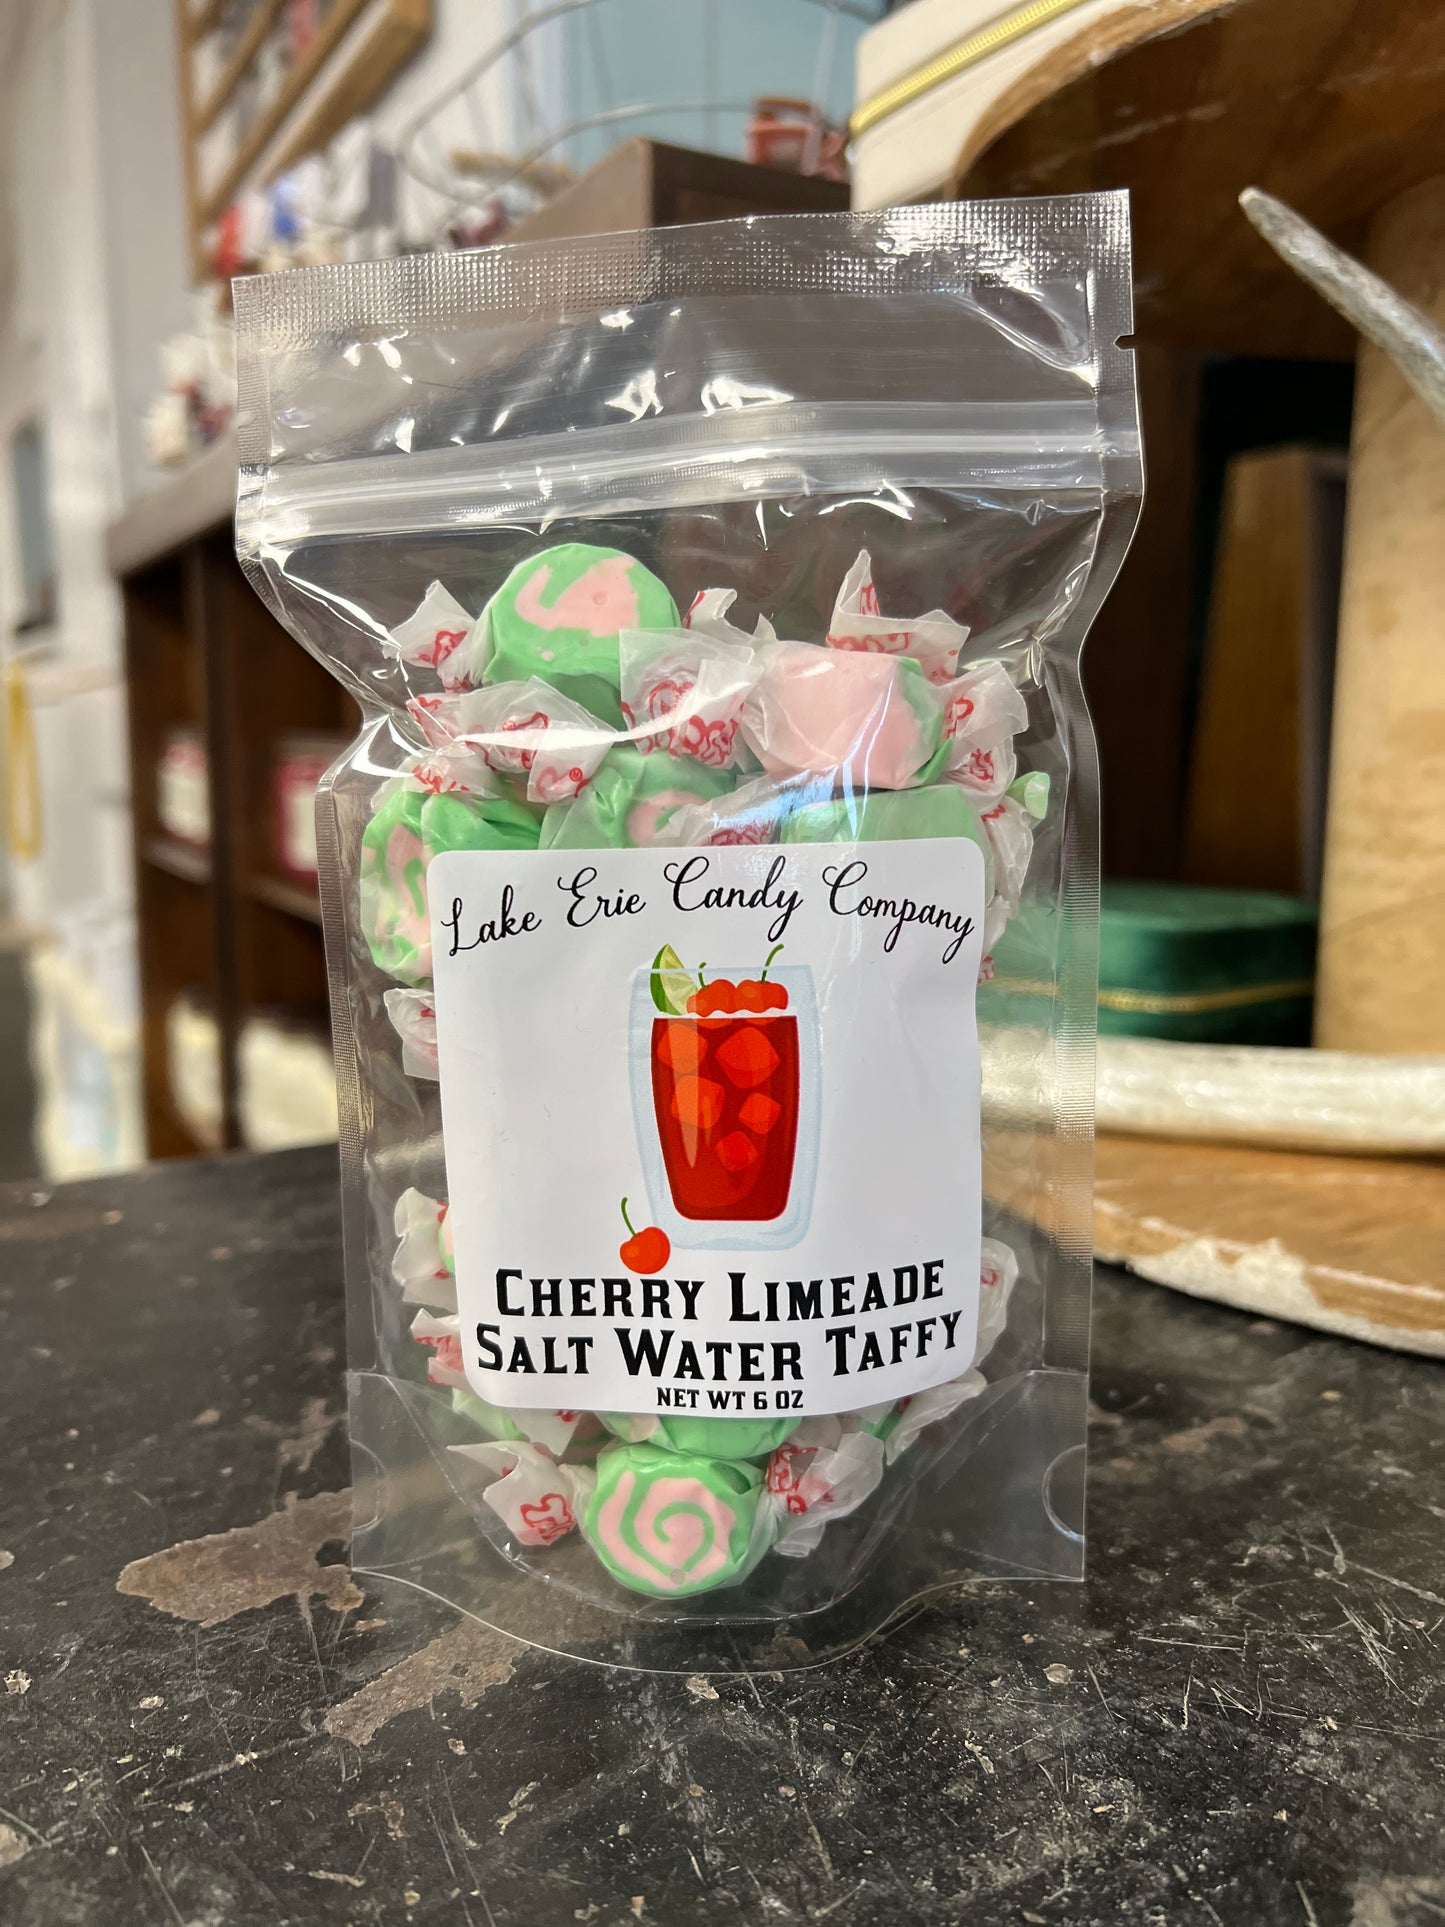 Lake Erie Candy Company
Cherry Limeade
Salt Water Taffy
NET WT 6 OZ